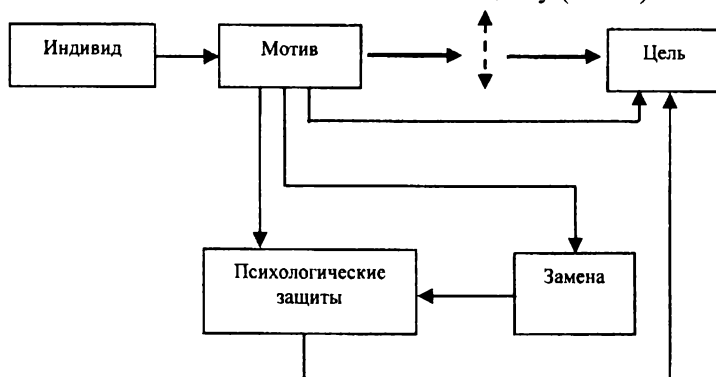 Индивид
Мотив
Цель
Психологические
защиты
Замена